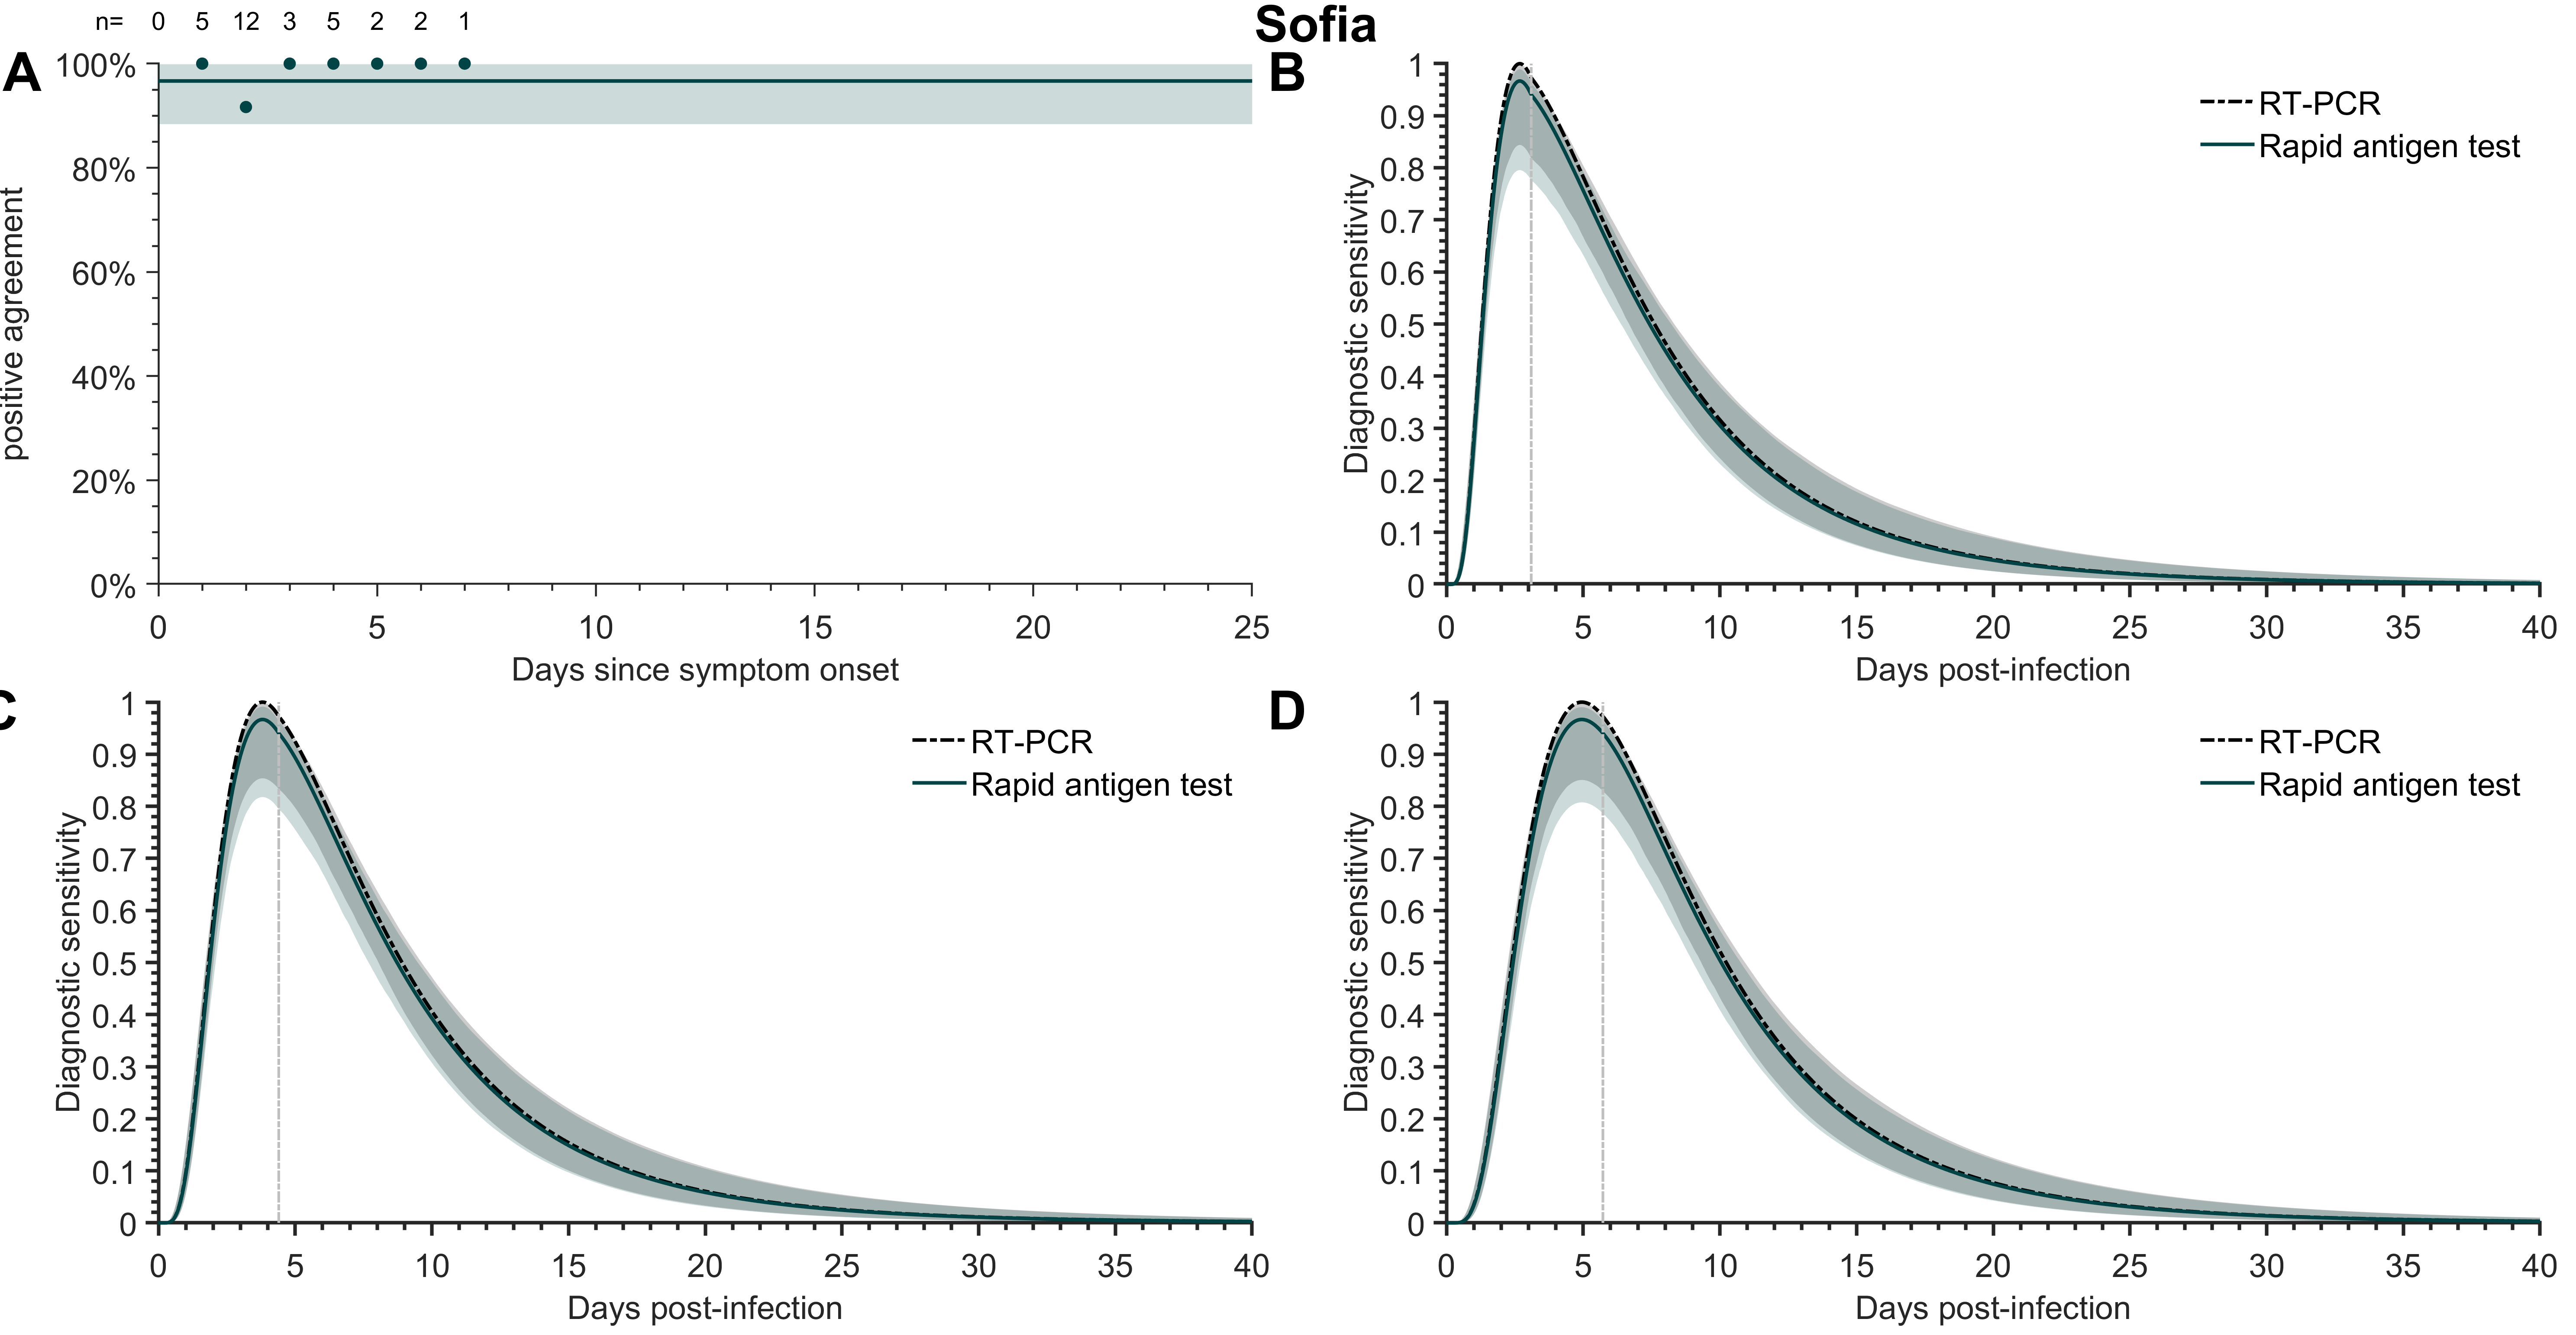 Sofia
n= 0 5 12 3 5 2 2 1
A
100%
80%
60%
40%
20%
0%
positive agreement
0 5 10 15 20 25
Days since symptom onset
B
1
0.9
0.8
0.7
0.6
0.5
0.4
0.3
0.2
0.1
0
Diagnostic sensitivity
RT-PCR
Rapid antigen test
0 5 10 15 20 25 30 35 40
Days post-infection
C
1
0.9
0.8
0.7
0.6
0.5
0.4
0.3
0.2
0.1
0
Diagnostic sensitivity
RT-PCR
Rapid antigen test
0 5 10 15 20 25 30 35 40
Days post-infection
D
1
0.9
0.8
0.7
0.6
0.5
0.4
0.3
0.2
0.1
0
Diagnostic sensitivity
RT-PCR
Rapid antigen test
0 5 10 15 20 25 30 35 40
Days post-infection